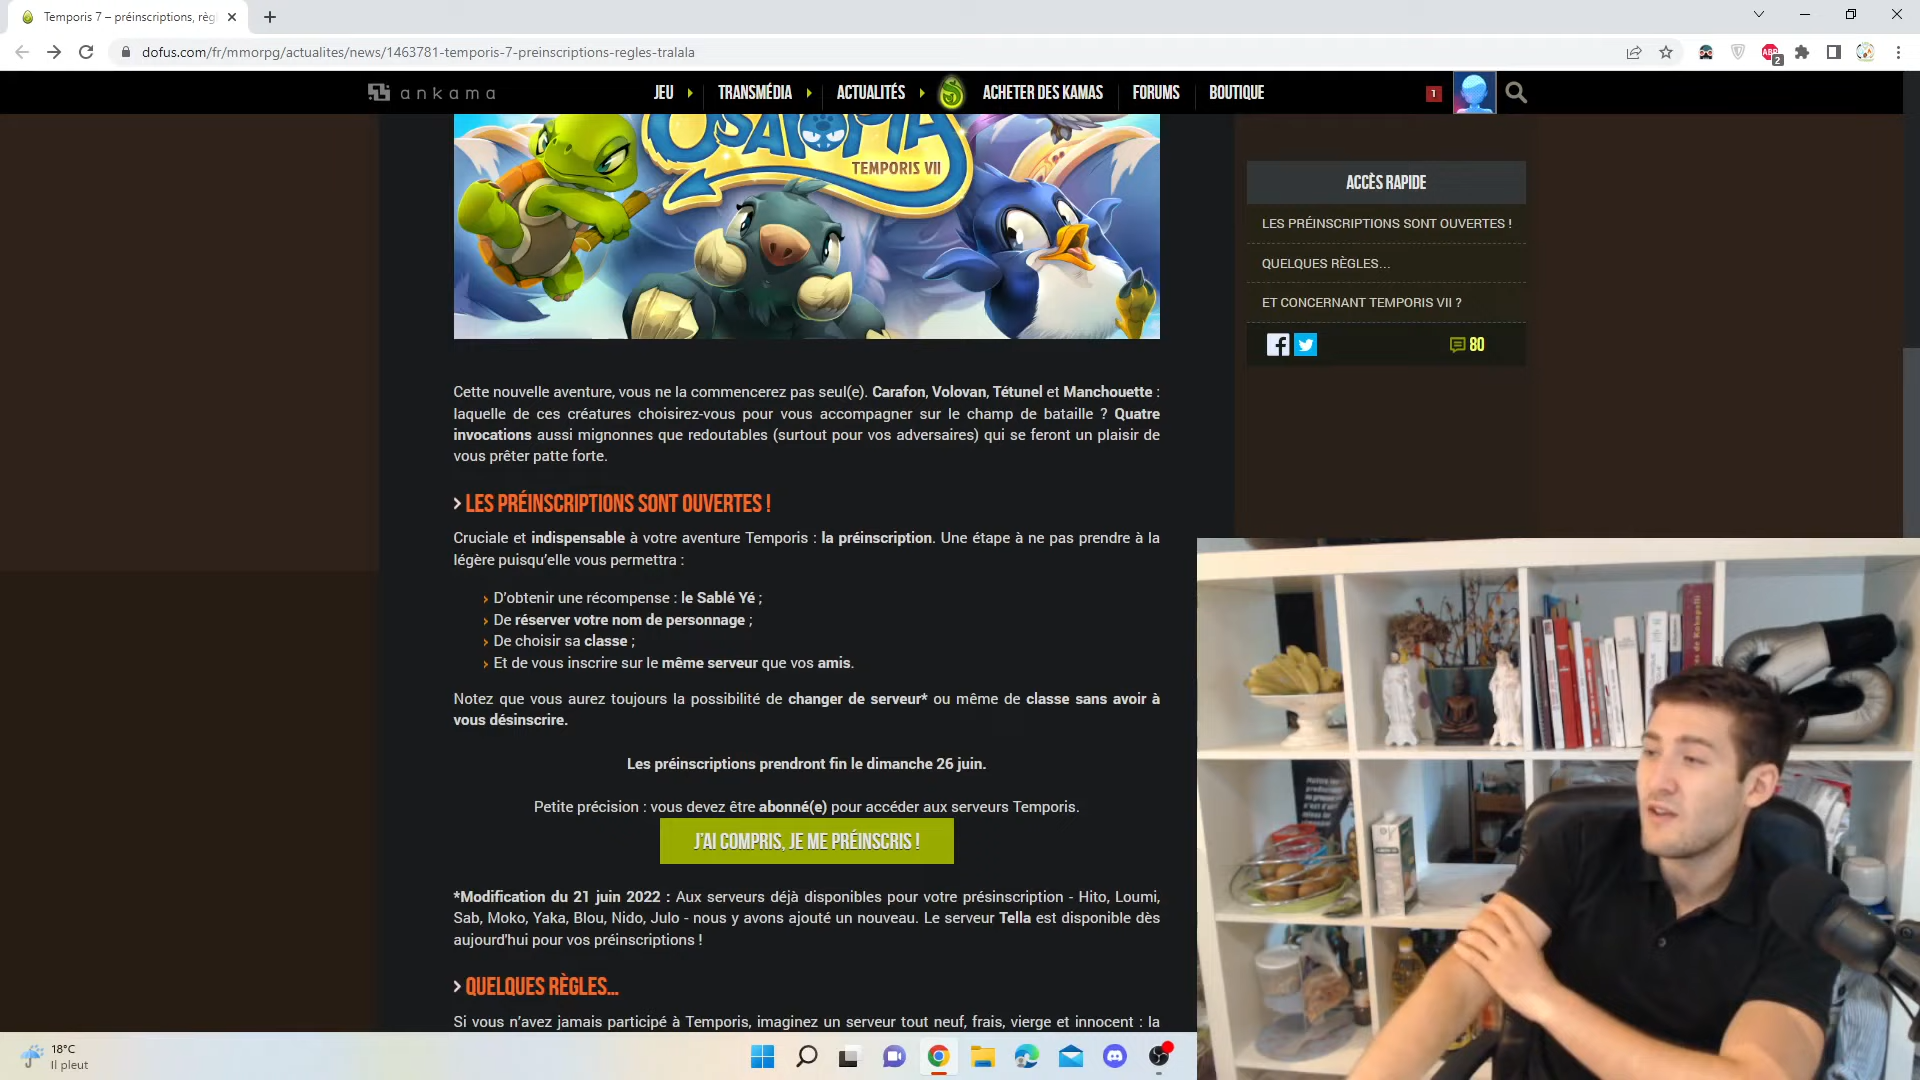 Temporis 7 – préinscriptions, règ
dofus.com/fr/mmorpg/actualites/news/1463781-temporis-7-preinscriptions-regles-tralala
ABP
2
ankama
JEU
TRANSMÉDIA
ACTUALITÉS
ACHETER DES KAMAS
FORUMS
BOUTIQUE
1
OSATOPIA
TEMPORIS VII
ACCÈS RAPIDE
LES PRÉINSCRIPTIONS SONT OUVERTES !
QUELQUES RÈGLES...
ET CONCERNANT TEMPORIS VII ?
80
Cette nouvelle aventure, vous ne la commencerez pas seul(e). Carafon, Volovan, Tétunel et Manchouette :
laquelle de ces créatures choisirez-vous pour vous accompagner sur le champ de bataille ? Quatre
invocations aussi mignonnes que redoutables (surtout pour vos adversaires) qui se feront un plaisir de
vous prêter patte forte.
LES PRÉINSCRIPTIONS SONT OUVERTES !
Cruciale et indispensable à votre aventure Temporis : la préinscription. Une étape à ne pas prendre à la
légère puisqu’elle vous permettra :
D’obtenir une récompense : le Sablé Yé ;
De réserver votre nom de personnage ;
De choisir sa classe ;
Et de vous inscrire sur le même serveur que vos amis.
Notez que vous aurez toujours la possibilité de changer de serveur* ou même de classe sans avoir à
vous désinscrire.
Les préinscriptions prendront fin le dimanche 26 juin.
Petite précision : vous devez être abonné(e) pour accéder aux serveurs Temporis.
J'AI COMPRIS, JE ME PRÉINSCRIS !
*Modification du 21 juin 2022 : Aux serveurs déjà disponibles pour votre présinscription - Hito, Loumi,
Sab, Moko, Yaka, Blou, Nido, Julo - nous y avons ajouté un nouveau. Le serveur Tella est disponible dès
aujourd'hui pour vos préinscriptions !
QUELQUES RÈGLES...
Si vous n’avez jamais participé à Temporis, imaginez un serveur tout neuf, frais, vierge et innocent : la
18°C
Il pleut